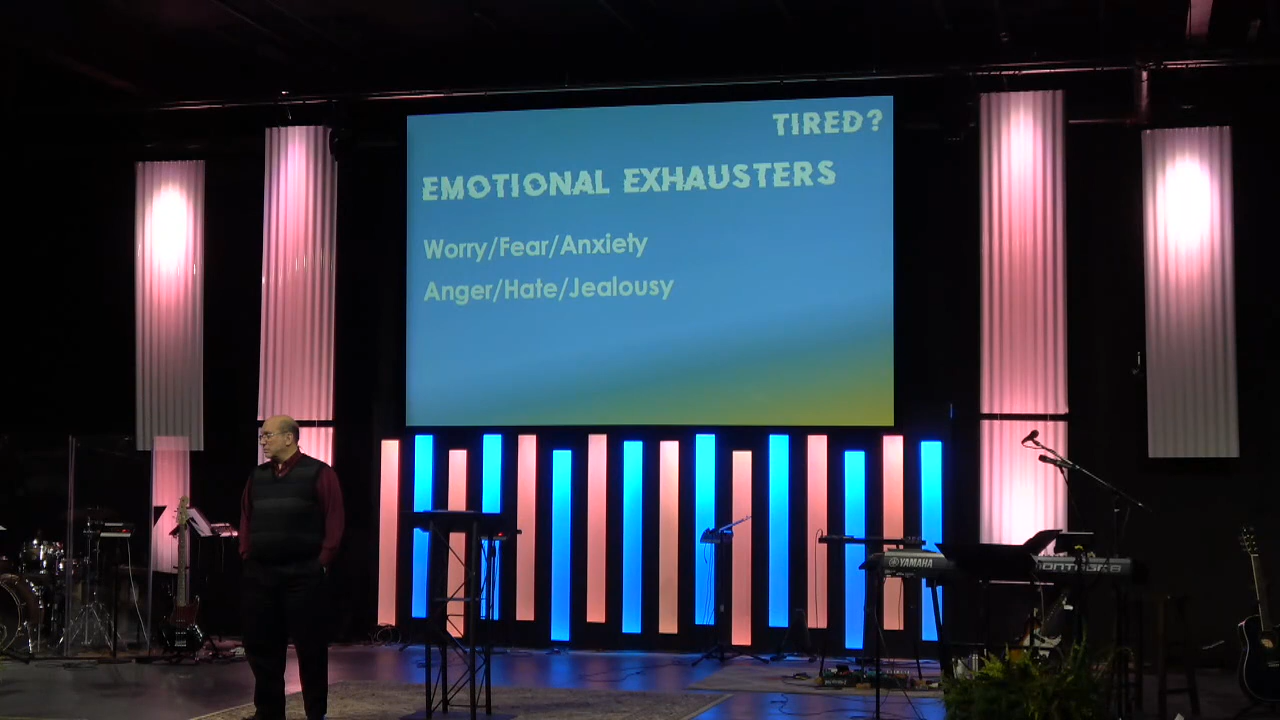 TIRED?
EMOTIONAL EXHAUSTERS
Worry/Fear/Anxiety
Anger/Hate/Jealousy
YAMAHA